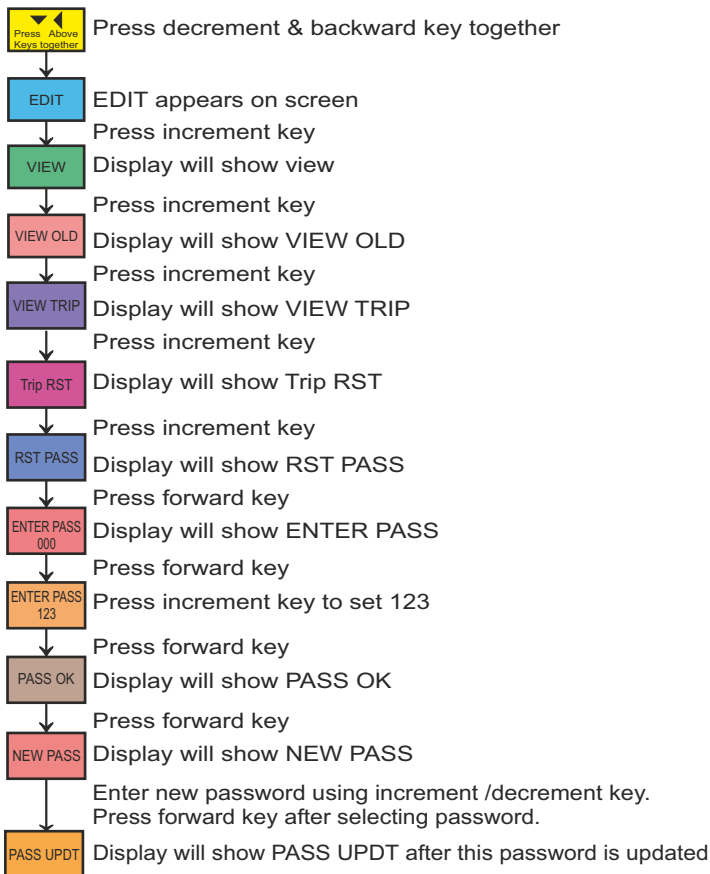 Press Above
Keys together
Press decrement & backward key together
EDIT
EDIT appears on screen
Press increment key
VIEW
Display will show view
Press increment key
VIEW OLD
Display will show VIEW OLD
Press increment key
VIEW TRIP
Display will show VIEW TRIP
Press increment key
Trip RST
Display will show Trip RST
Press increment key
RST PASS
Display will show RST PASS
Press forward key
ENTER PASS
000
Display will show ENTER PASS
Press forward key
ENTER PASS
123
Press increment key to set 123
Press forward key
PASS OK
Display will show PASS OK
Press forward key
NEW PASS
Display will show NEW PASS
Enter new password using increment /decrement key.
Press forward key after selecting password.
PASS UPDT
Display will show PASS UPDT after this password is updated